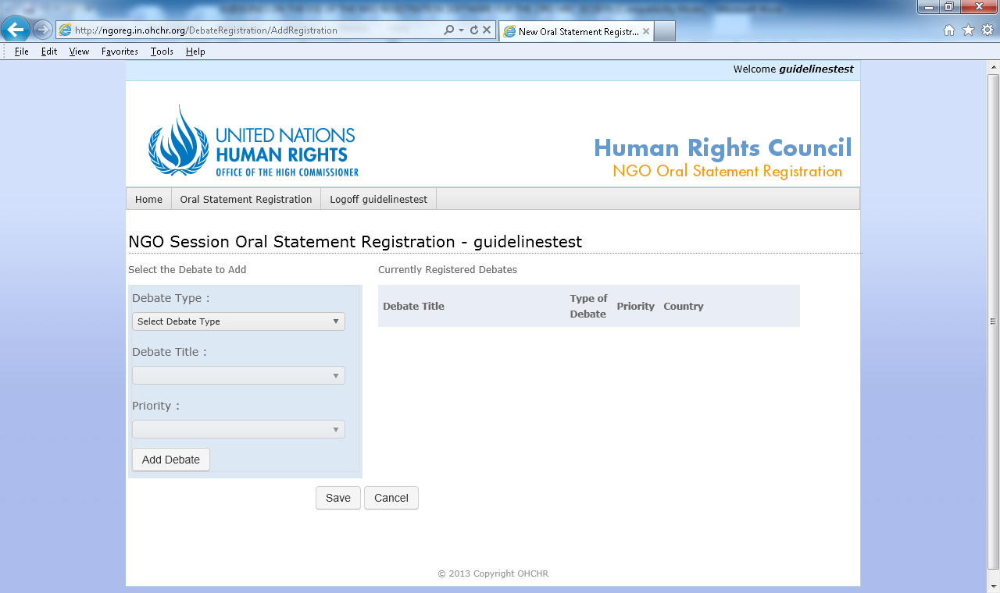 http://ngoreg.in.ohchr.org/DebateRegistration/AddRegistration
New Oral Statement Registr...
File Edit View Favorites Tools Help
Welcome guidelinestest
UNITED NATIONS
HUMAN RIGHTS
OFFICE OF THE HIGH COMMISSIONER
Human Rights Council
NGO Oral Statement Registration
Home Oral Statement Registration Logoff guidelinestest
NGO Session Oral Statement Registration - guidelinestest
Select the Debate to Add
Debate Type :
Select Debate Type
Debate Title :
Priority :
Add Debate
Currently Registered Debates
Debate Title Type of Debate Priority Country
Save Cancel
© 2013 Copyright OHCHR